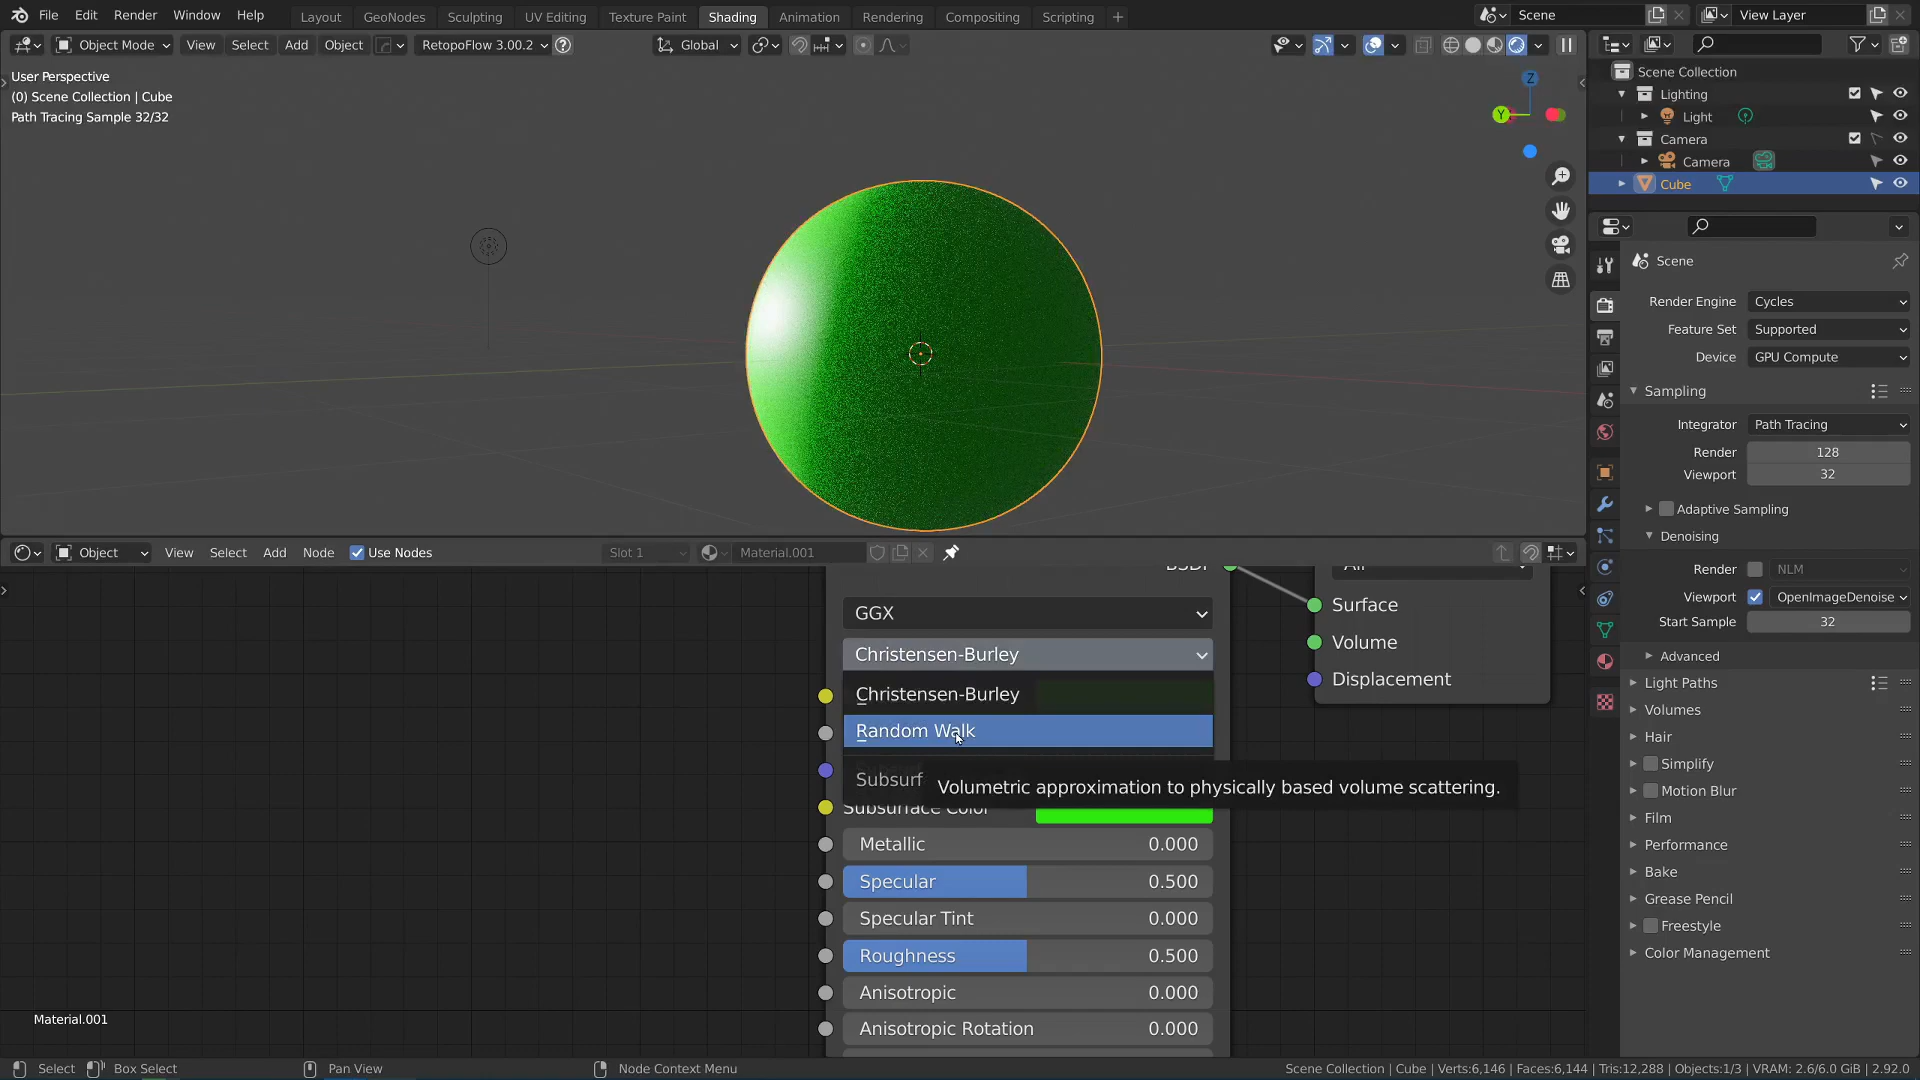 File Edit Render Window Help Layout GeoNodes Sculpting UV Editing Texture Paint Shading Animation Rendering Compositing Scripting + Scene View Layer
Object Mode View Select Add Object RetopoFlow 3.00.2 Global
User Perspective
(0) Scene Collection | Cube
Path Tracing Sample 32/32
Z
Y
Scene Collection
Lighting
Light
Camera
Camera
Cube
Scene
Render Engine Cycles
Feature Set Supported
Device GPU Compute
Sampling
Integrator Path Tracing
Render 128
Viewport 32
Adaptive Sampling
Denoising
Render NLM
Viewport OpenImageDenoise
Start Sample 32
Advanced
Light Paths
Volumes
Hair
Simplify
Motion Blur
Film
Performance
Bake
Grease Pencil
Freestyle
Color Management
Object View Select Add Node Use Nodes Slot 1 Material.001
BSDF
All
GGX
Surface
Christensen-Burley
Volume
Christensen-Burley
Displacement
Random Walk
Subsurf
Volumetric approximation to physically based volume scattering.
Subsurface Color
Metallic 0.000
Specular 0.500
Specular Tint 0.000
Roughness 0.500
Anisotropic 0.000
Anisotropic Rotation 0.000
Material.001
Select Box Select Pan View Node Context Menu Scene Collection | Cube | Verts:6,146 | Faces:6,144 | Tris:12,288 | Objects:1/3 | VRAM: 2.6/6.0 GiB | 2.92.0